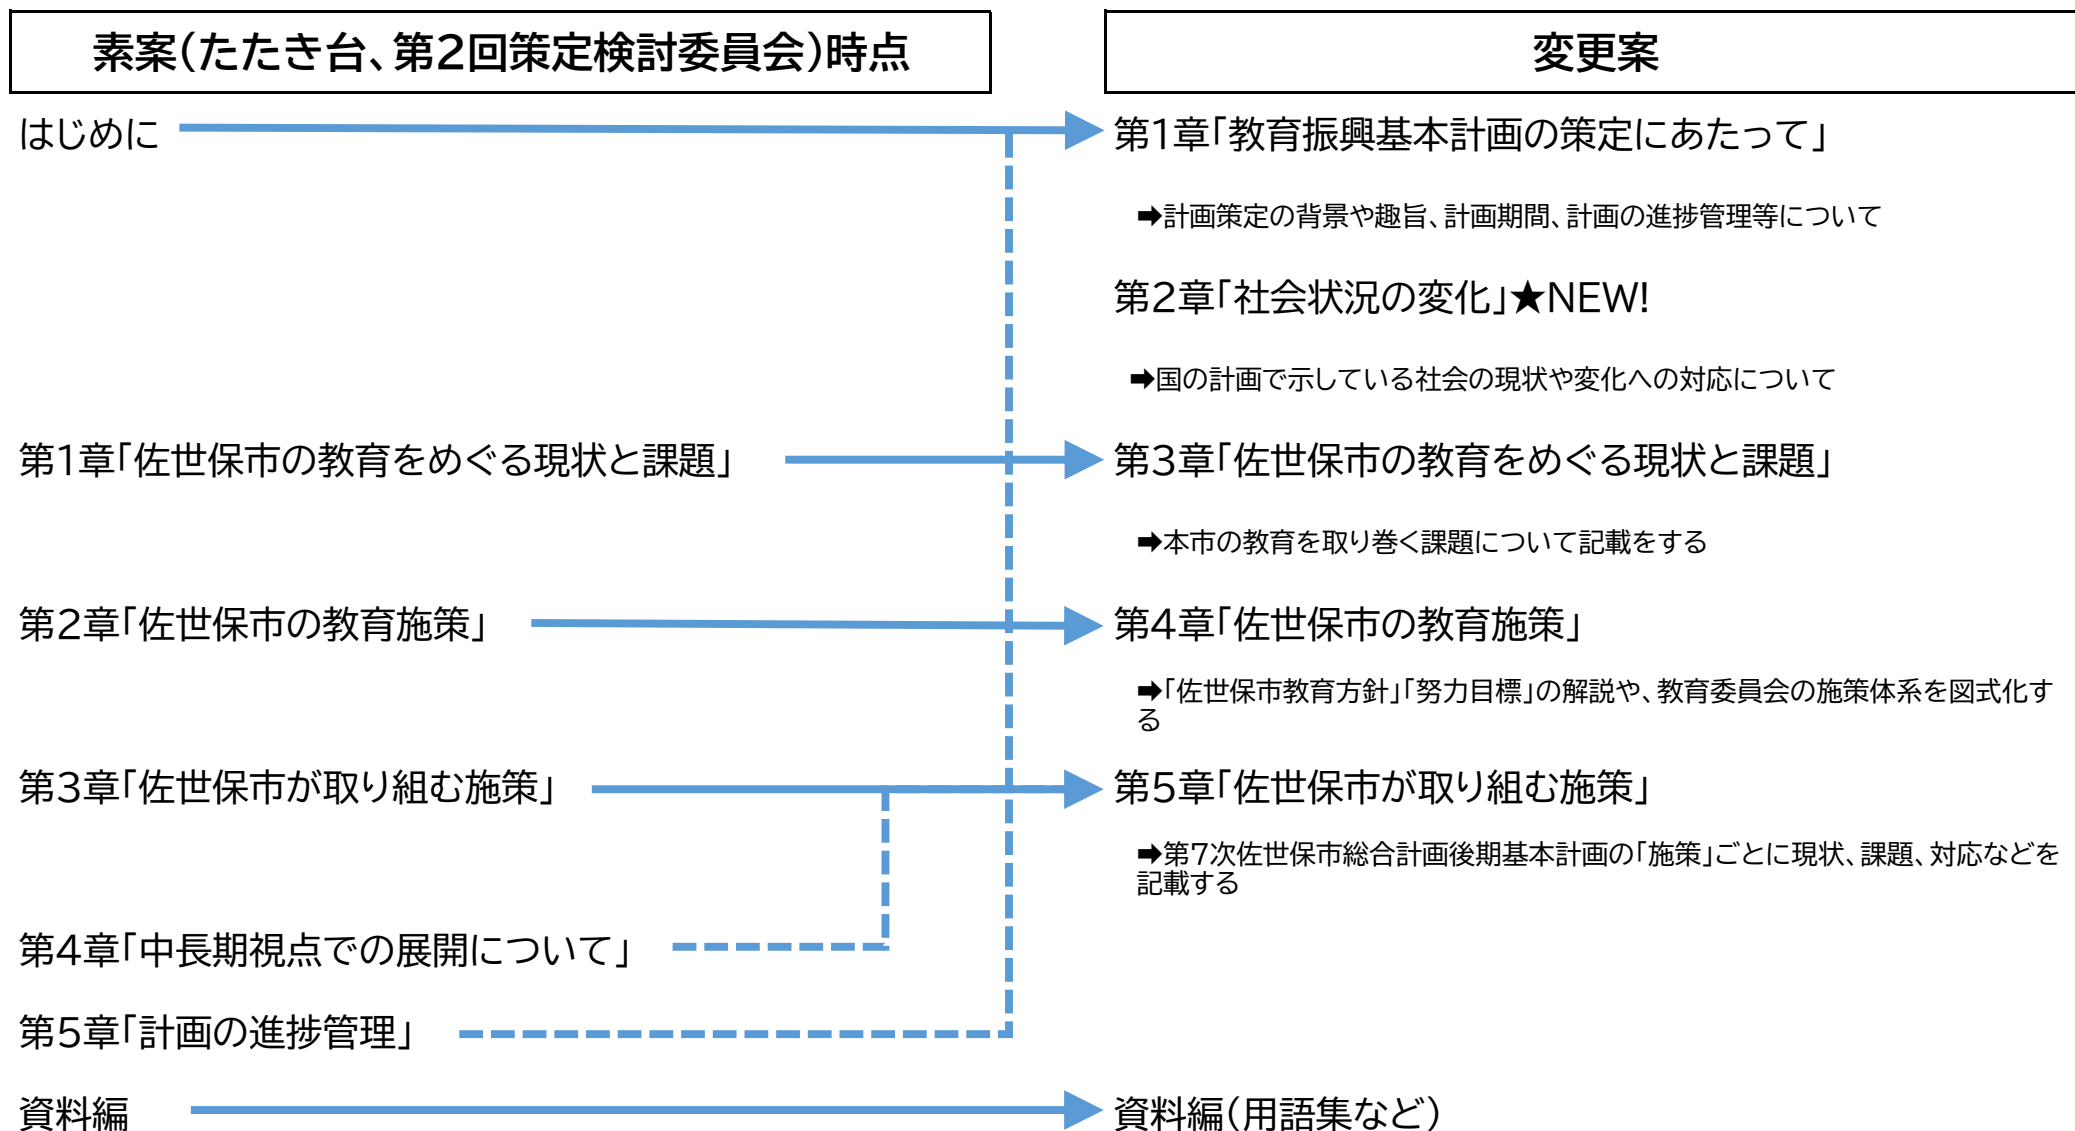 素案(たたき台、第2回策定検討委員会)時点
変更案
はじめに
第1章「教育振興基本計画の策定にあたって」
➡計画策定の背景や趣旨、計画期間、計画の進捗管理等について
第2章「社会状況の変化」★NEW!
➡国の計画で示している社会の現状や変化への対応について
第1章「佐世保市の教育をめぐる現状と課題」
第3章「佐世保市の教育をめぐる現状と課題」
➡本市の教育を取り巻く課題について記載をする
第2章「佐世保市の教育施策」
第4章「佐世保市の教育施策」
➡「佐世保市教育方針」「努力目標」の解説や、教育委員会の施策体系を図式化す
る
第3章「佐世保市が取り組む施策」
第5章「佐世保市が取り組む施策」
➡第7次佐世保市総合計画後期基本計画の「施策」ごとに現状、課題、対応などを
記載する
第4章「中長期視点での展開について」
第5章「計画の進捗管理」
資料編
資料編(用語集など)